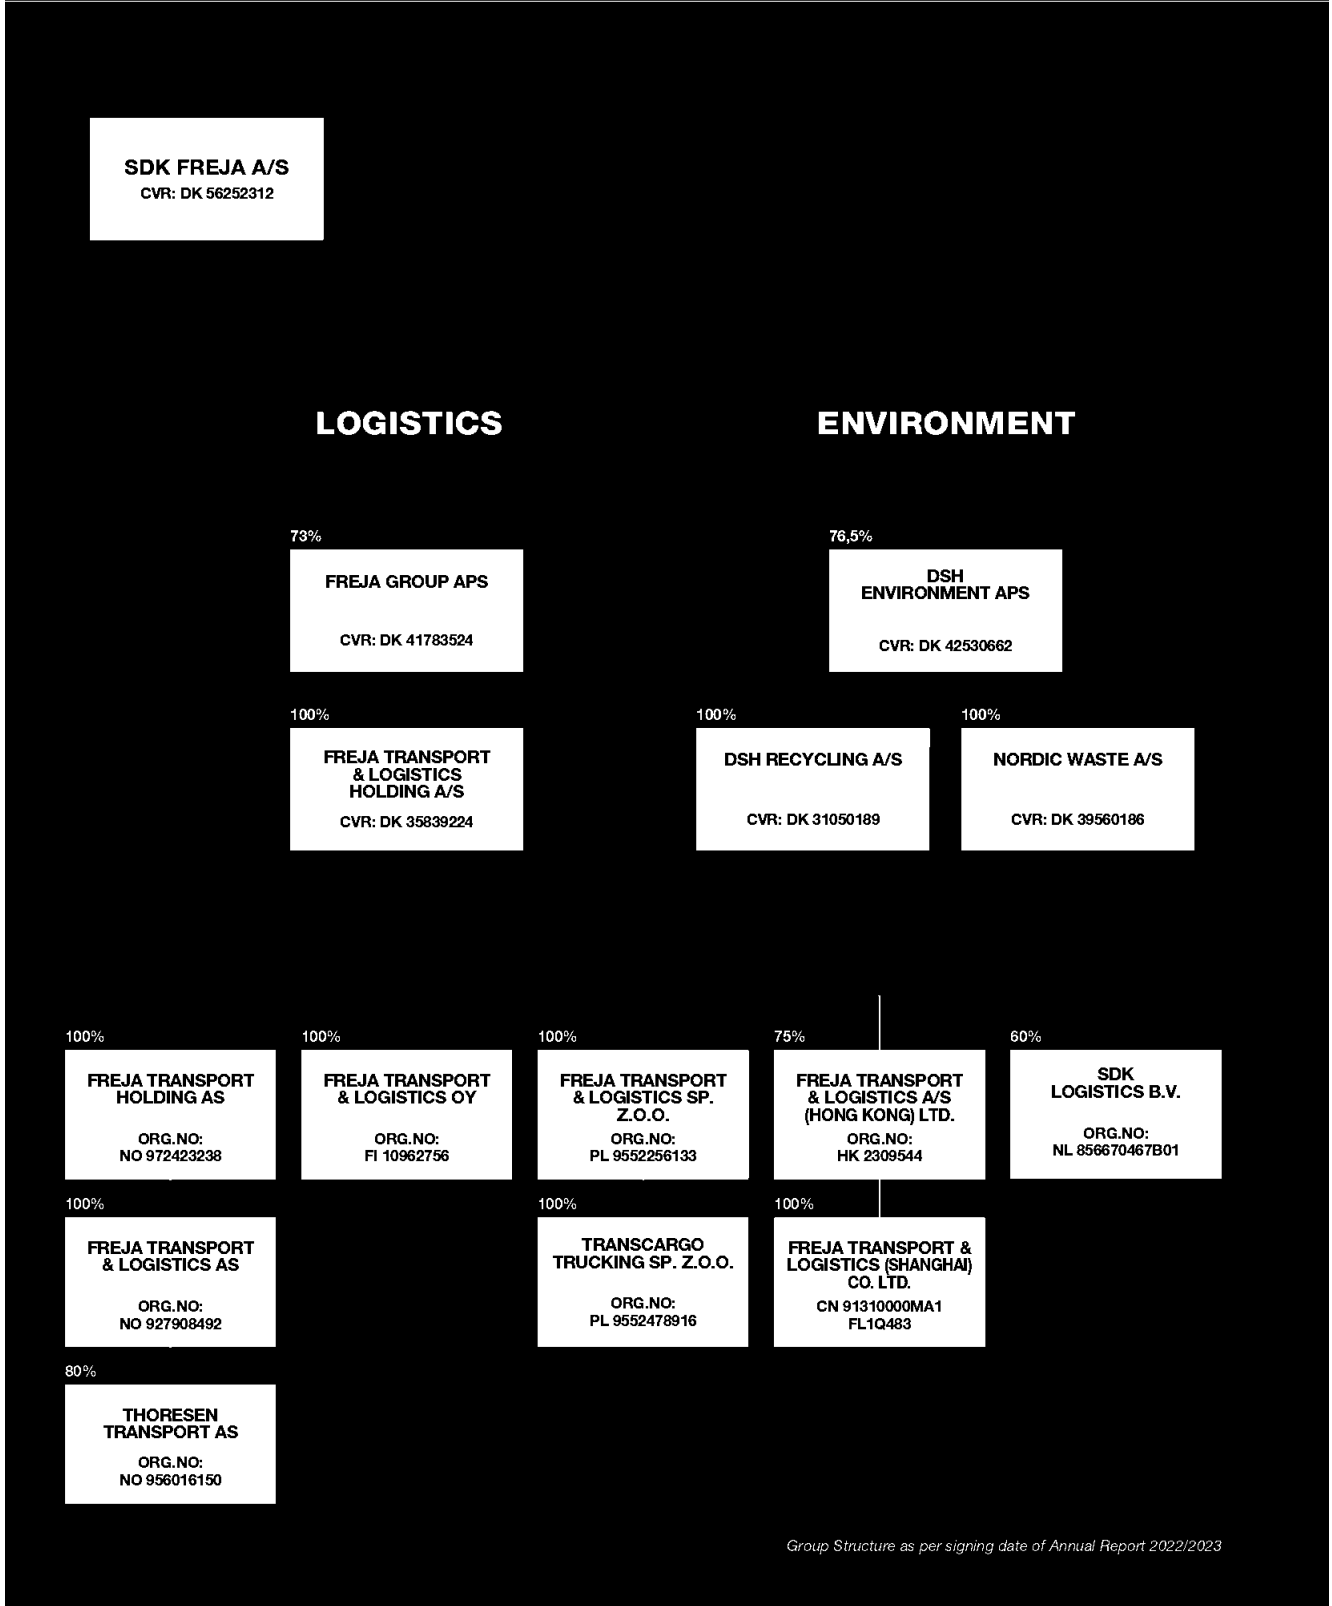 SDK FREJA A/S
CVR: DK 56252312
LOGISTICS
ENVIRONMENT
73%
FREJA GROUP APS
CVR: DK 41783524
76,5%
DSH
ENVIRONMENT APS
CVR: DK 42530662
100%
FREJA TRANSPORT
& LOGISTICS
HOLDING A/S
CVR: DK 35839224
100%
DSH RECYCLING A/S
CVR: DK 31050189
100%
NORDIC WASTE A/S
CVR: DK 39560186
100%
FREJA TRANSPORT
HOLDING AS
ORG.NO:
NO 972423238
100%
FREJA TRANSPORT
& LOGISTICS OY
ORG.NO:
FI 10962756
100%
FREJA TRANSPORT
& LOGISTICS SP.
Z.O.O.
ORG.NO:
PL 9552256133
75%
FREJA TRANSPORT
& LOGISTICS A/S
(HONG KONG) LTD.
ORG.NO:
HK 2309544
60%
SDK
LOGISTICS B.V.
ORG.NO:
NL 856670467B01
100%
FREJA TRANSPORT
& LOGISTICS AS
ORG.NO:
NO 927908492
100%
TRANSCARGO
TRUCKING SP. Z.O.O.
ORG.NO:
PL 9552478916
100%
FREJA TRANSPORT &
LOGISTICS (SHANGHAI)
CO. LTD.
CN 91310000MA1
FL1Q483
80%
THORESEN
TRANSPORT AS
ORG.NO:
NO 956016150
Group Structure as per signing date of Annual Report 2022/2023